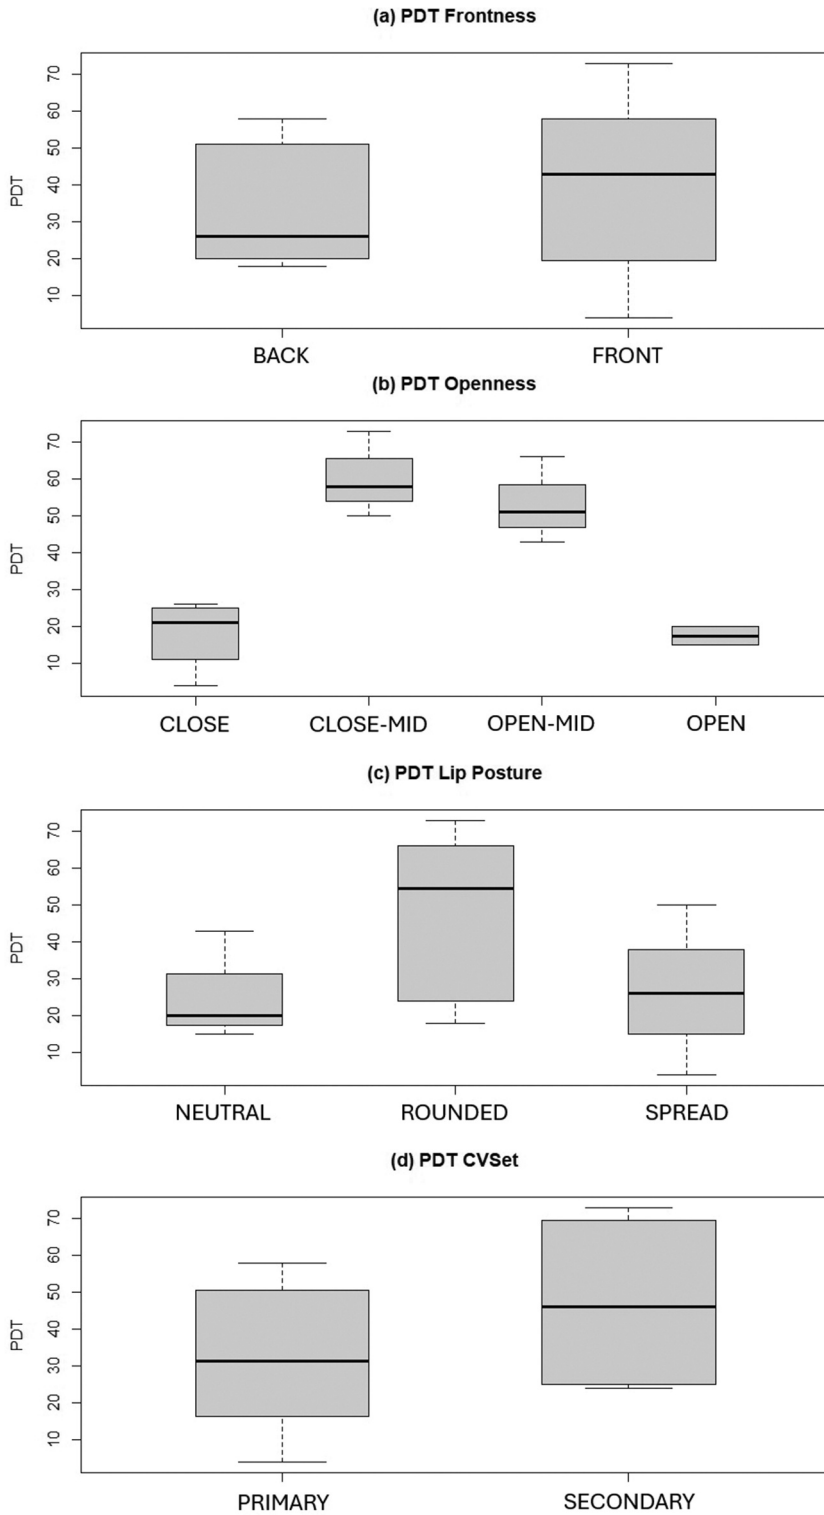 (a) PDT Frontness
70
60
50
40
30
20
10
PDT
BACK FRONT
(b) PDT Openness
70
60
50
40
30
20
10
PDT
CLOSE CLOSE-MID OPEN-MID OPEN
(c) PDT Lip Posture
70
60
50
40
30
20
10
PDT
NEUTRAL ROUNDED SPREAD
(d) PDT CVSet
70
60
50
40
30
20
10
PDT
PRIMARY SECONDARY